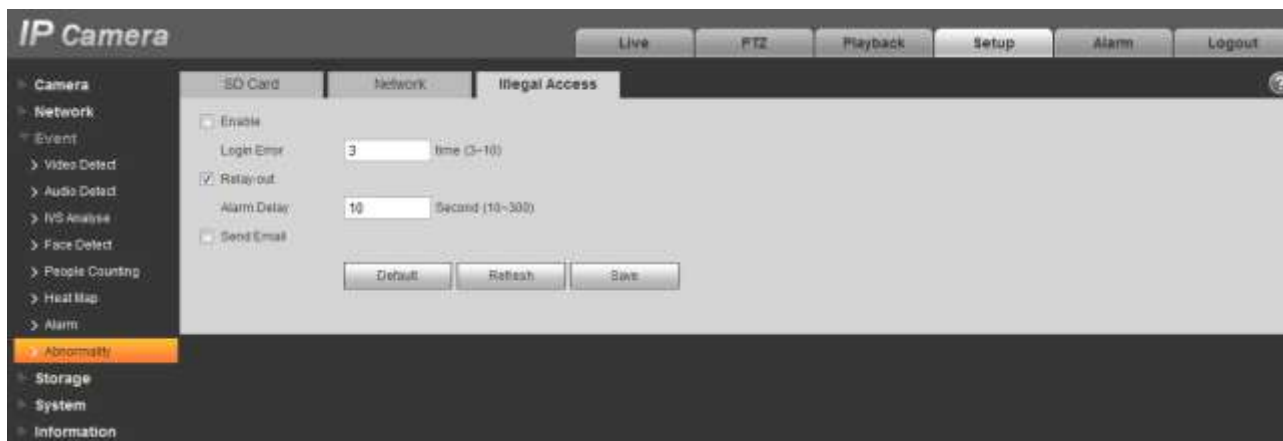 IP Camera
Live PTZ Playback Setup Alarm Logout
Camera
Network
Event
Video Detect
Audio Detect
IVS Analyse
Face Detect
People Counting
Heat Map
Alarm
Abnormality
Storage
System
Information
SD Card Network Illegal Access
?
Enable
Login Error 3 time (3~10)
Relay-out
Alarm Delay 10 Second (10~300)
Send Email
Default Refresh Save